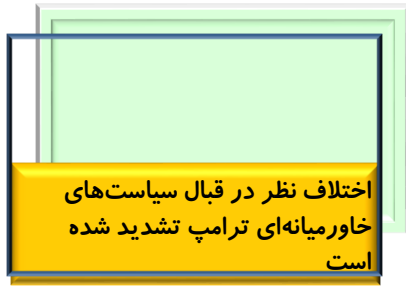 اختلاف نظر در قبال سیاست‌های
خاورمیانه‌ای ترامپ تشدید شده
است